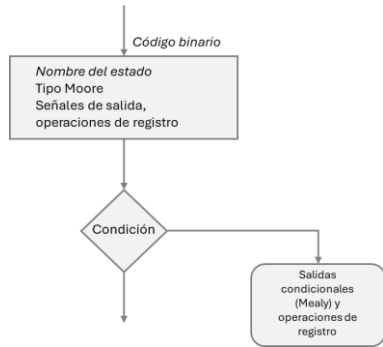 Código binario
Nombre del estado
Tipo Moore
Señales de salida,
operaciones de registro
Condición
Salidas
condicionales
(Mealy) y
operaciones de
registro